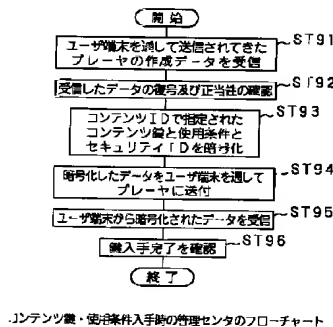 開始
ST91
ユーザ端末を通して送信されてきた
プレーヤの作成データを受信
ST92
受信したデータの復号及び正当性の確認
ST93
コンテンツIDで指定された
コンテンツ鍵と使用条件と
セキュリティIDを暗号化
ST94
暗号化したデータをユーザ端末を通して
プレーヤに送付
ST95
ユーザ端末から暗号化されたデータを受信
ST96
鍵入手完了を確認
終了
コンテンツ鍵・使用条件入手時の管理センタのフローチャート